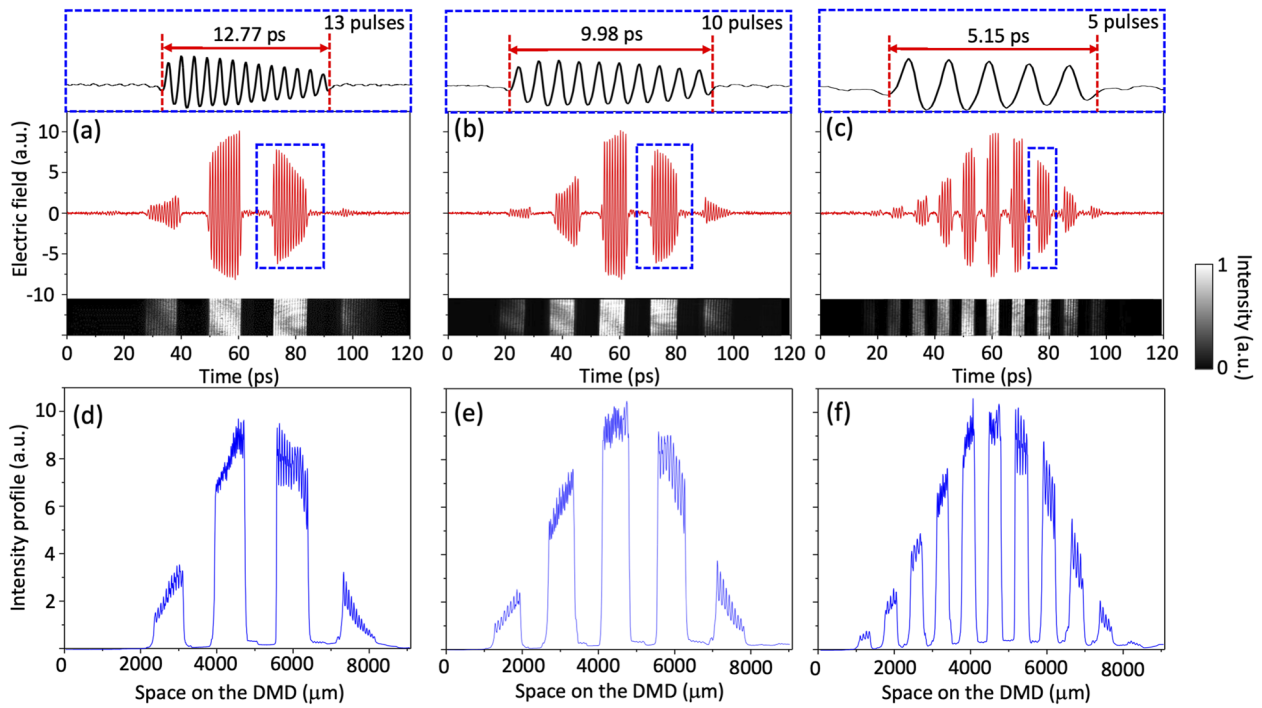 13 pulses
12.77 ps
10 pulses
9.98 ps
5 pulses
5.15 ps
(a)
(b)
(c)
Electric field (a.u.)
10
5
0
-5
-10
0 20 40 60 80 100 120
Time (ps)
0 20 40 60 80 100 120
Time (ps)
0 20 40 60 80 100 120
Time (ps)
1
0
Intensity (a.u.)
(d)
(e)
(f)
Intensity profile (a.u.)
10
8
6
4
2
0 2000 4000 6000 8000
Space on the DMD (μm)
0 2000 4000 6000 8000
Space on the DMD (μm)
0 2000 4000 6000 8000
Space on the DMD (μm)